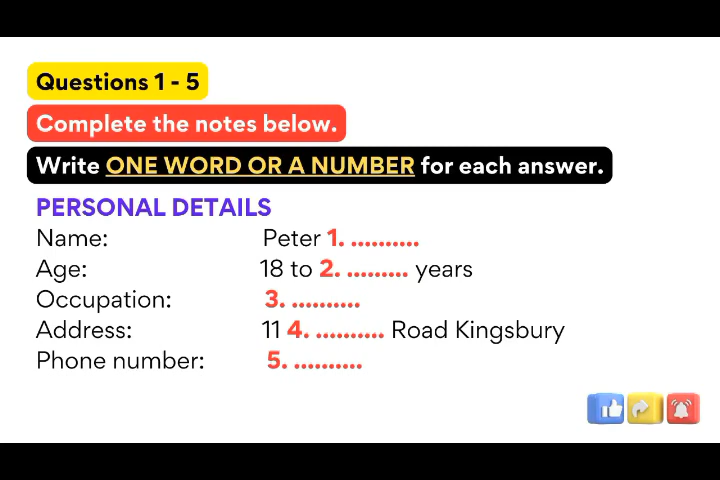 Questions 1 - 5
Complete the notes below.
Write ONE WORD OR A NUMBER for each answer.
PERSONAL DETAILS
Name: Peter 1. ..........
Age: 18 to 2. ......... years
Occupation: 3. ..........
Address: 11 4. .......... Road Kingsbury
Phone number: 5. ..........